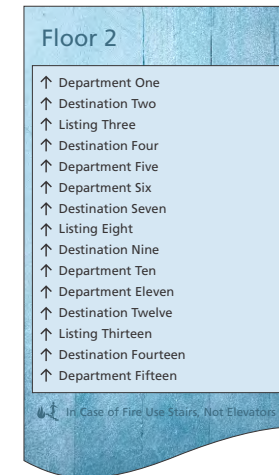 Floor 2
↑ Department One
↑ Destination Two
↑ Listing Three
↑ Destination Four
↑ Department Five
↑ Department Six
↑ Destination Seven
↑ Listing Eight
↑ Destination Nine
↑ Department Ten
↑ Department Eleven
↑ Destination Twelve
↑ Listing Thirteen
↑ Destination Fourteen
↑ Department Fifteen
In Case of Fire Use Stairs, Not Elevators